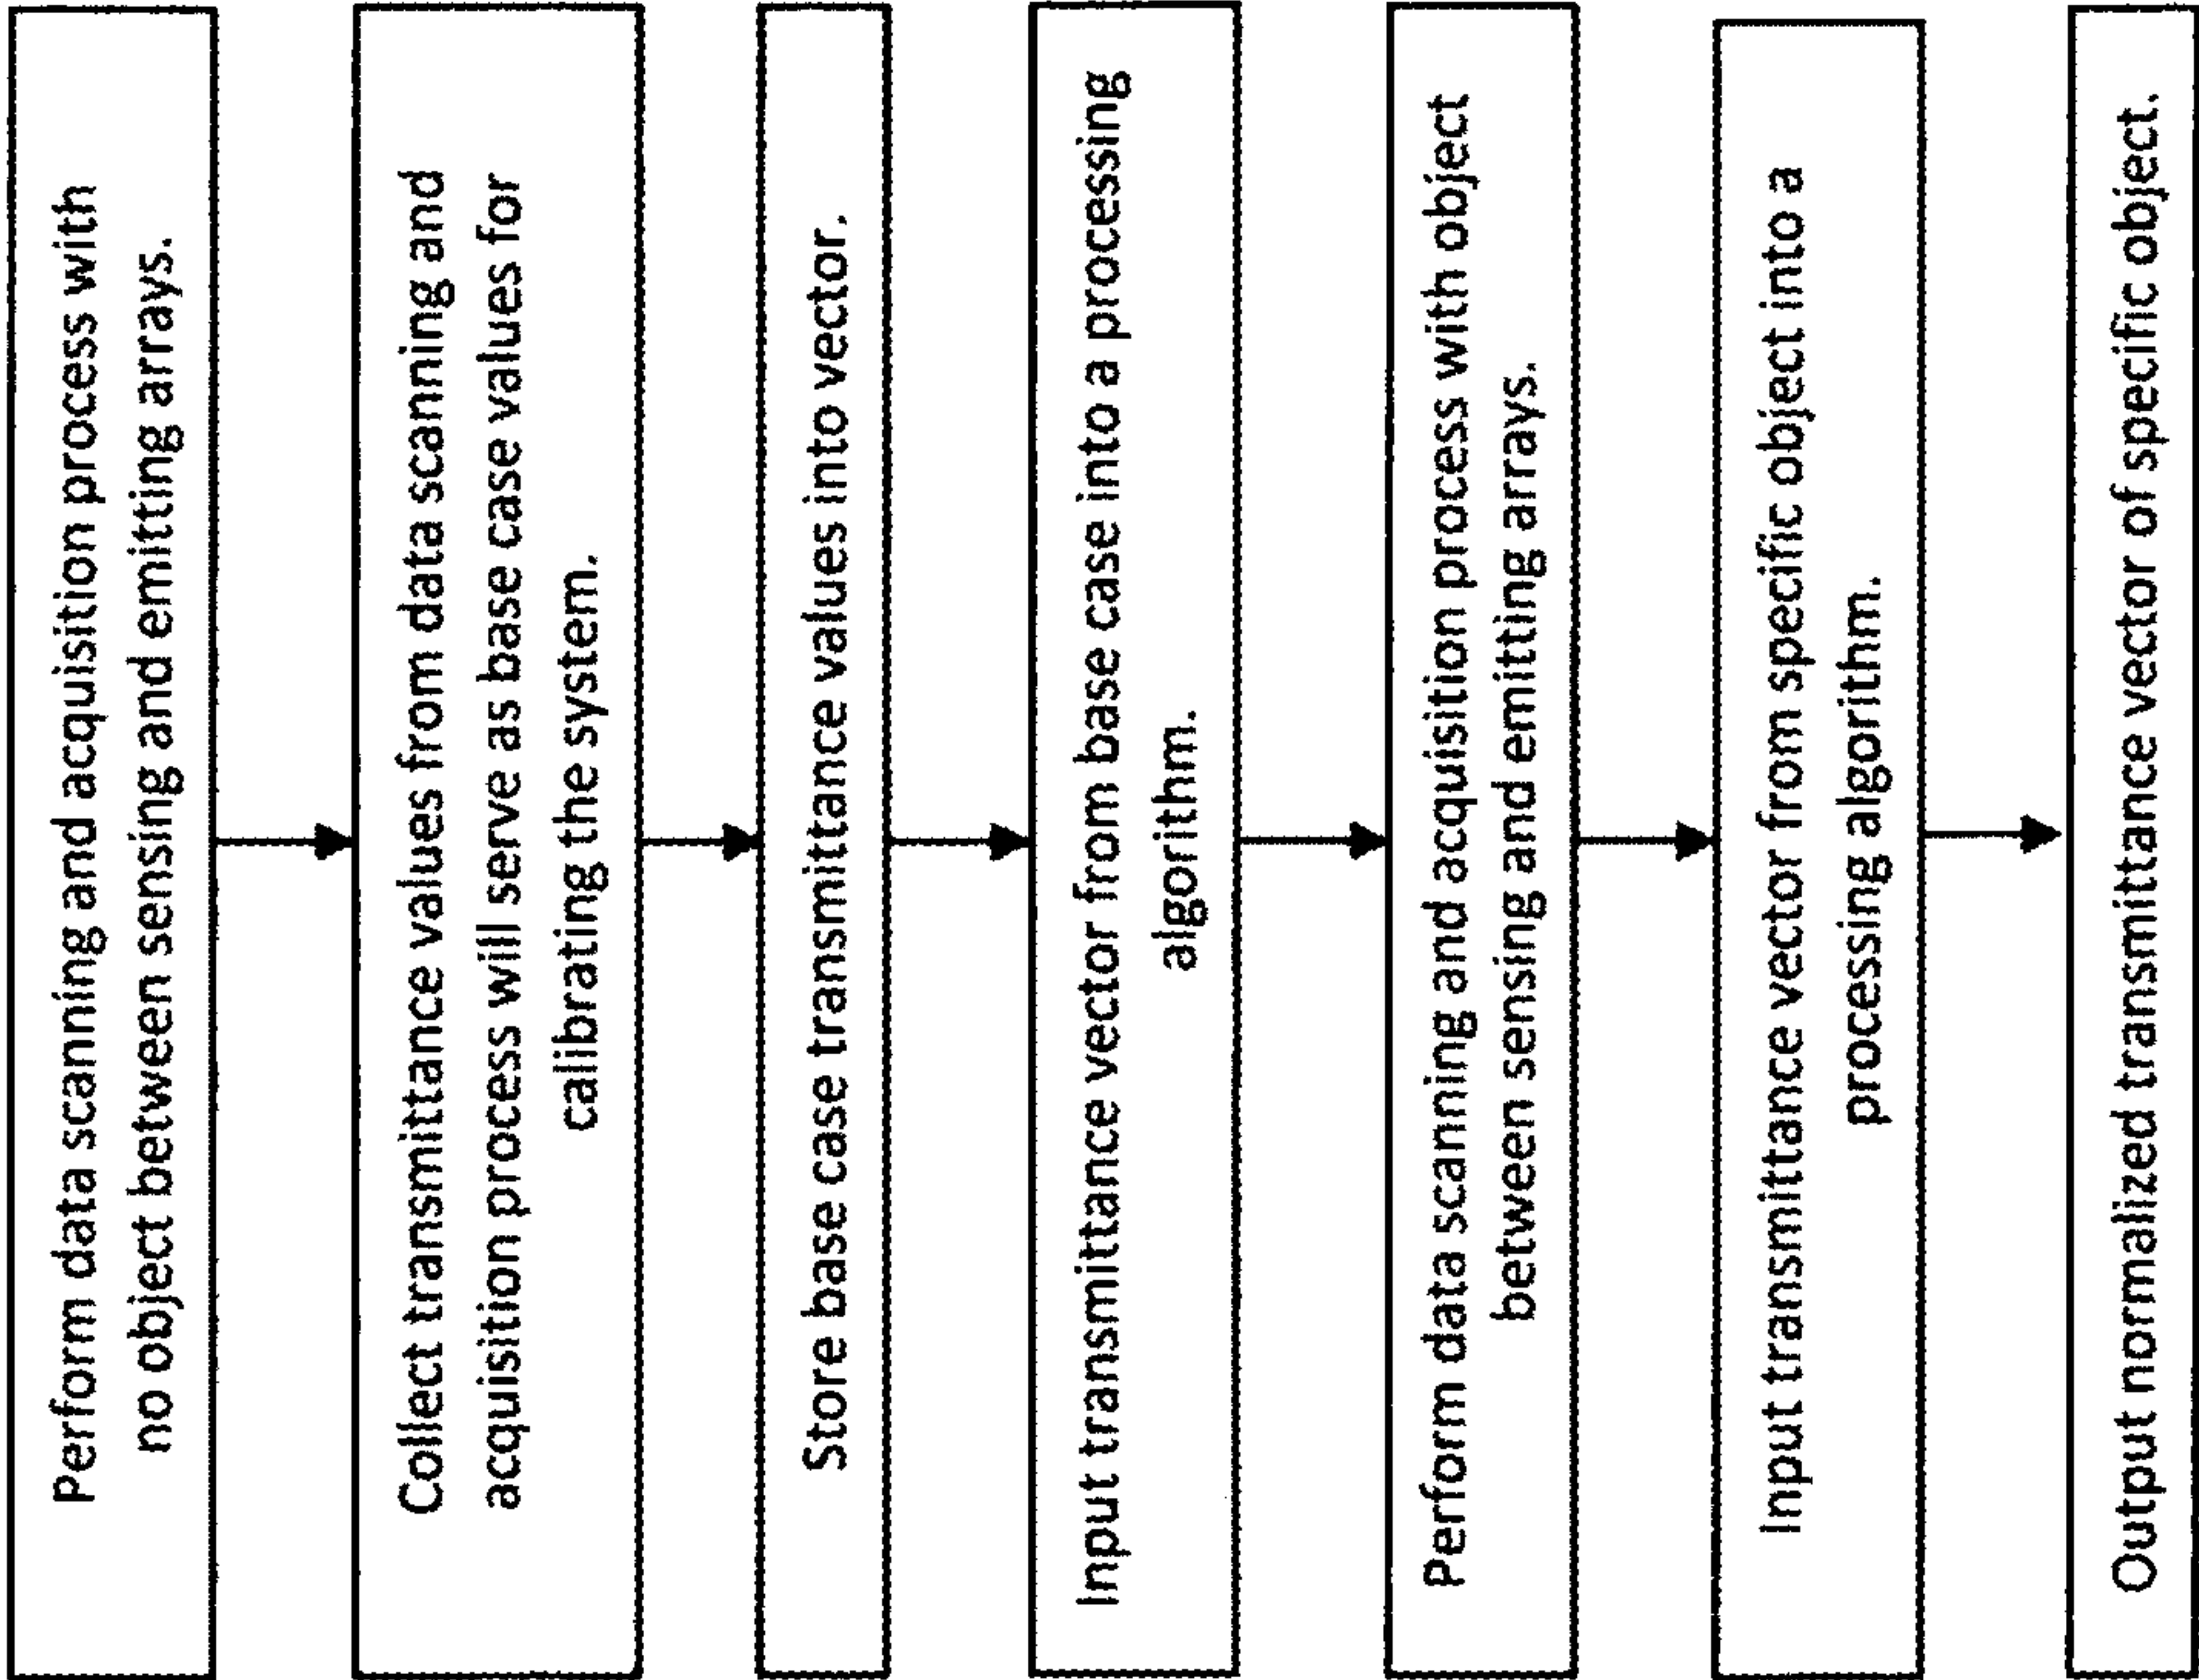 Perform data scanning and acquisition process with
no object between sensing and emitting arrays.
Collect transmittance values from data scanning and
acquisition process will serve as base case values for
calibrating the system.
Store base case transmittance values into vector.
Input transmittance vector from base case into a processing
algorithm.
Perform data scanning and acquisition process with object
between sensing and emitting arrays.
Input transmittance vector from specific object into a
processing algorithm.
Output normalized transmittance vector of specific object.